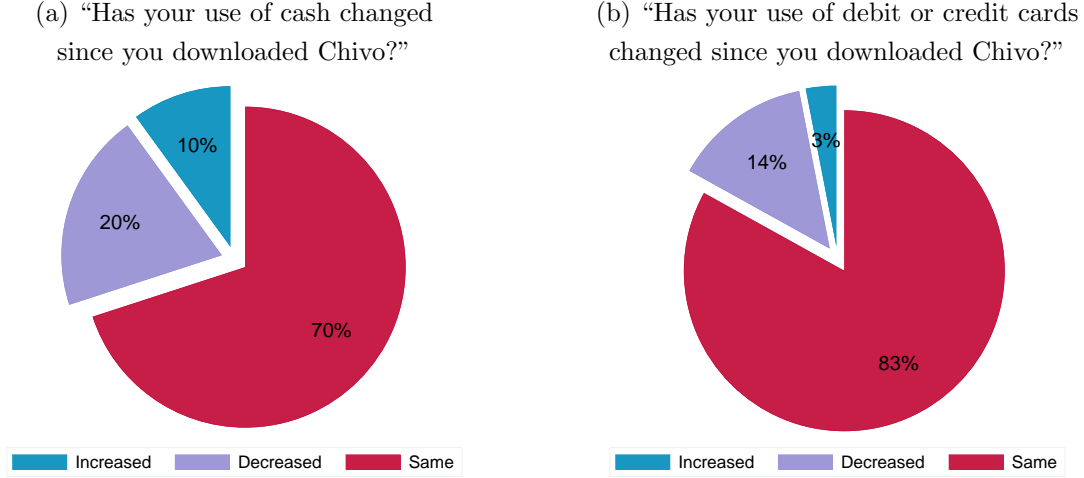 (a) “Has your use of cash changed
since you downloaded Chivo?”
10%
20%
70%
Increased Decreased Same
(b) “Has your use of debit or credit cards
changed since you downloaded Chivo?”
3%
14%
83%
Increased Decreased Same